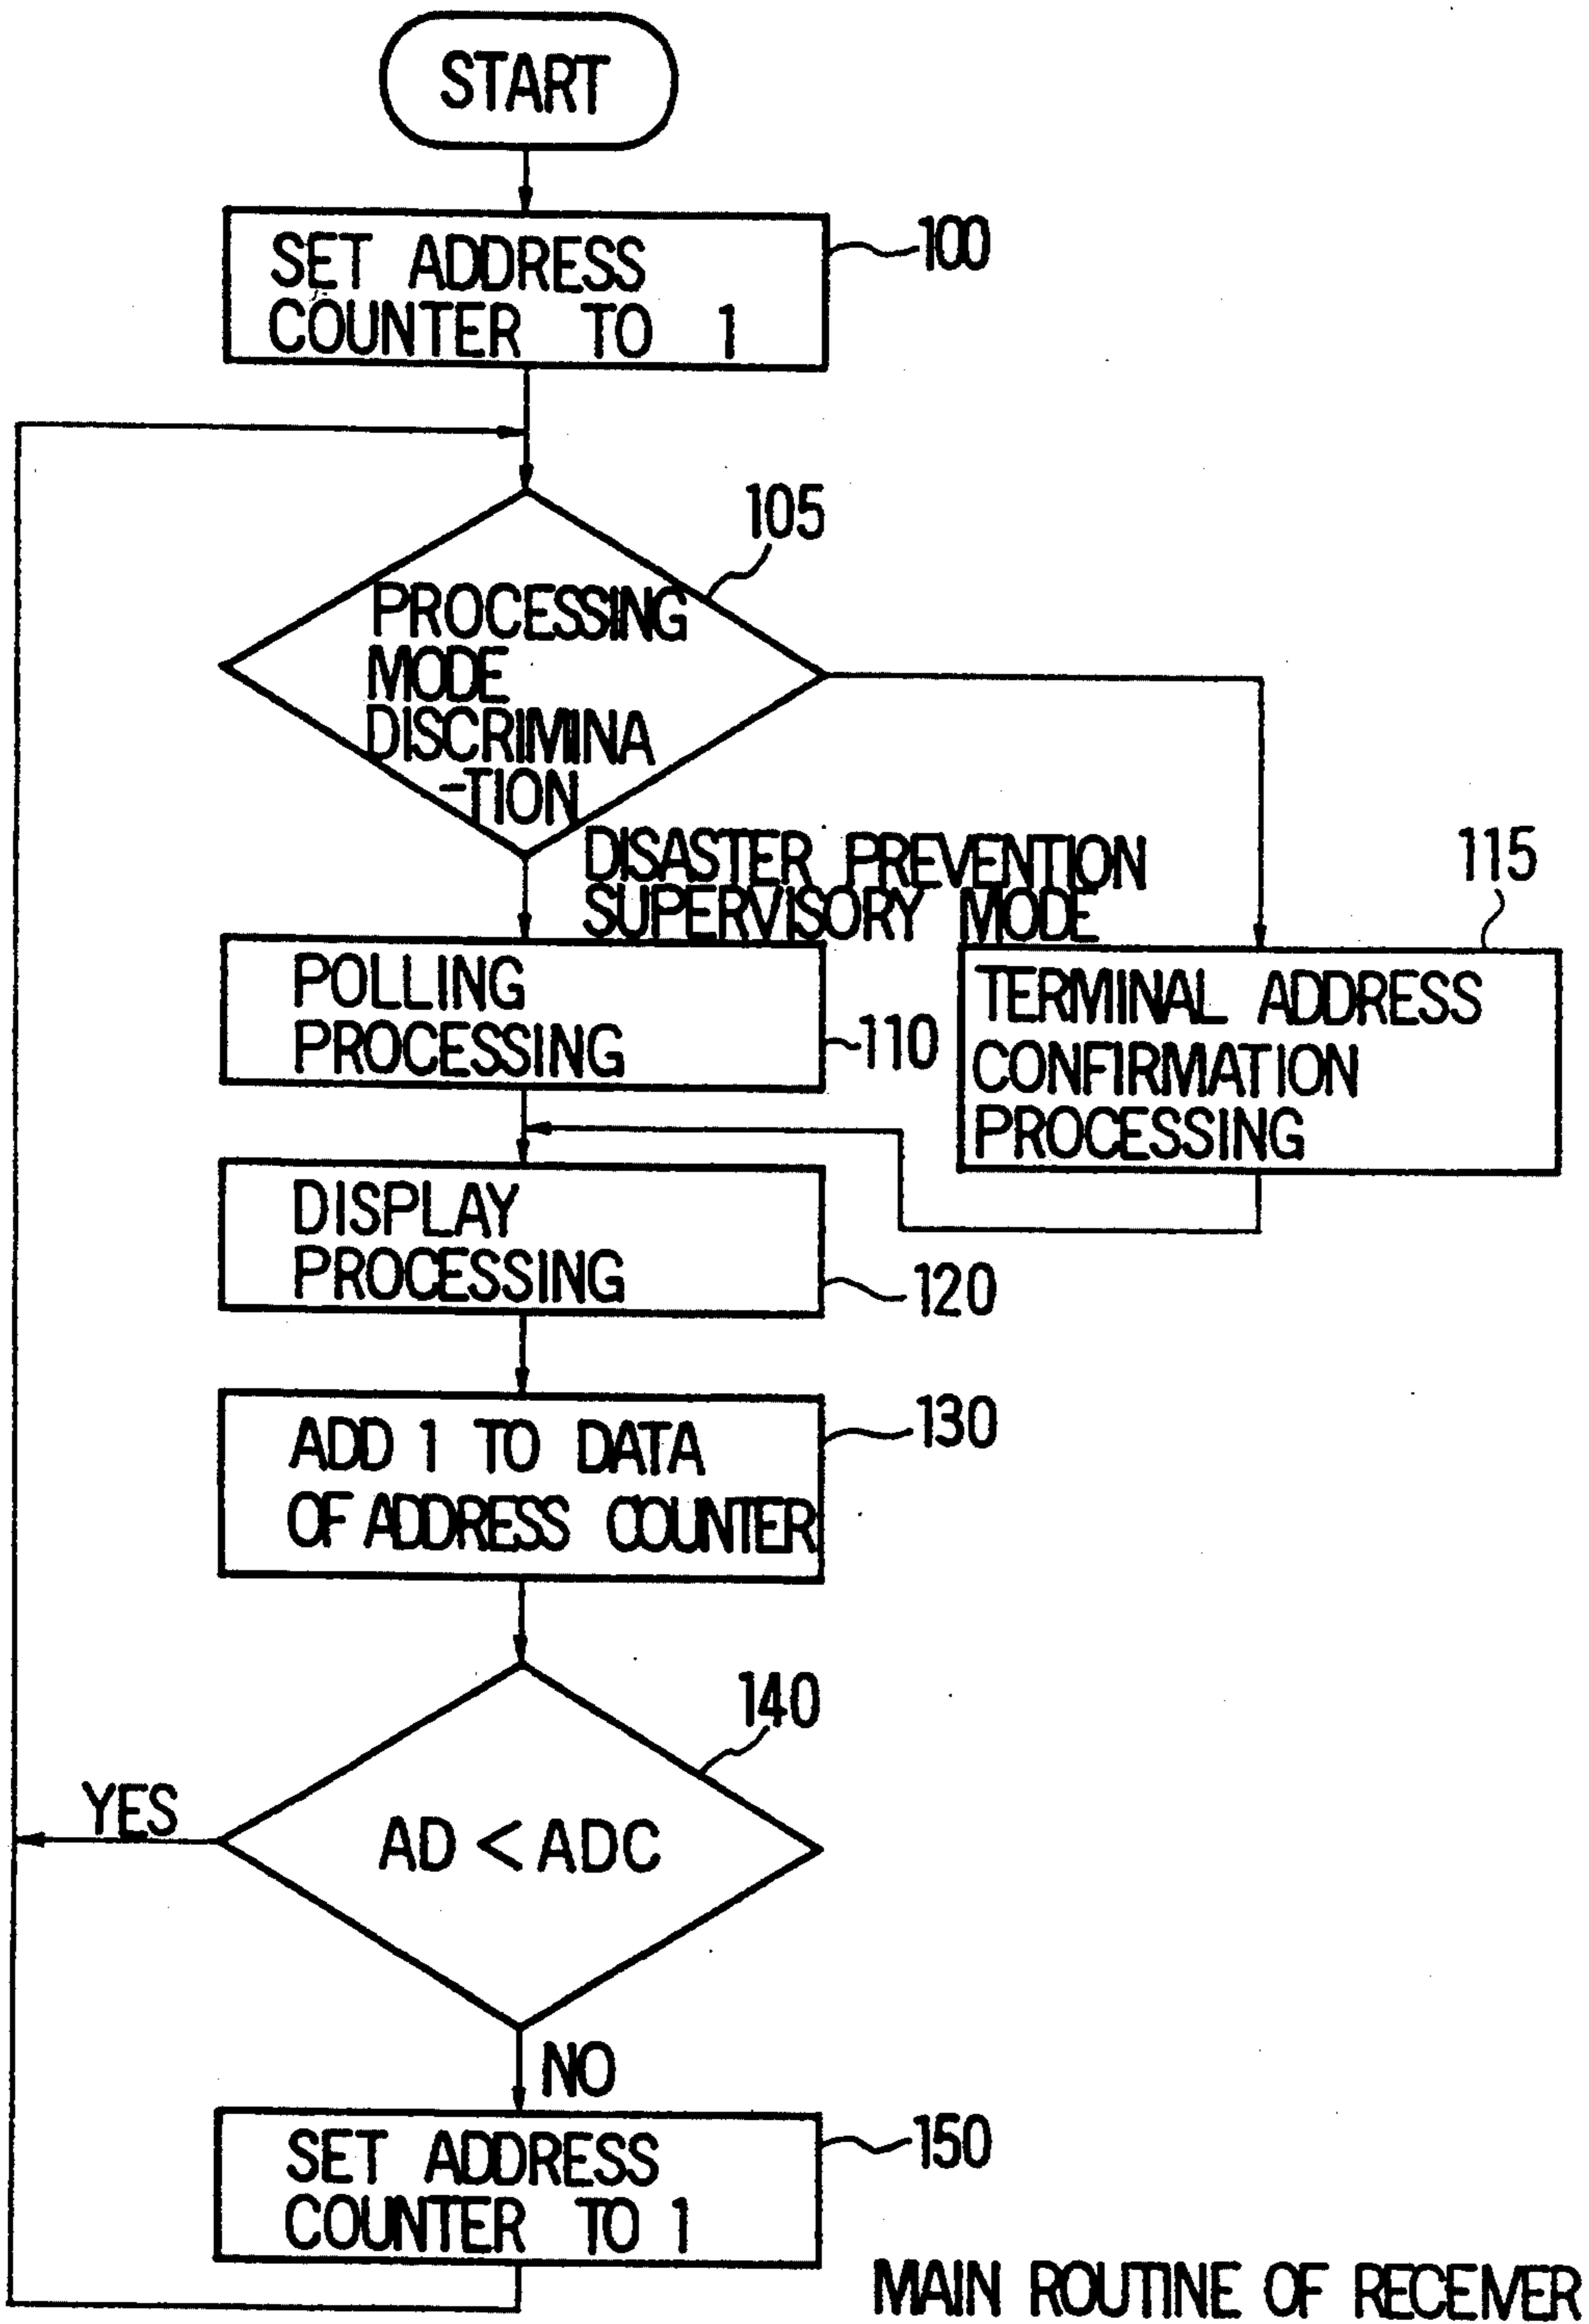 START
SET ADDRESS
COUNTER TO 1
100
105
PROCESSING
MODE
DISCRIMINA
-TION
DISASTER PREVENTION
SUPERVISORY MODE
POLLING
PROCESSING
110
115
TERMINAL ADDRESS
CONFIRMATION
PROCESSING
DISPLAY
PROCESSING
120
ADD 1 TO DATA
OF ADDRESS COUNTER
130
140
AD < ADC
YES
NO
SET ADDRESS
COUNTER TO 1
150
MAIN ROUTINE OF RECEIVER